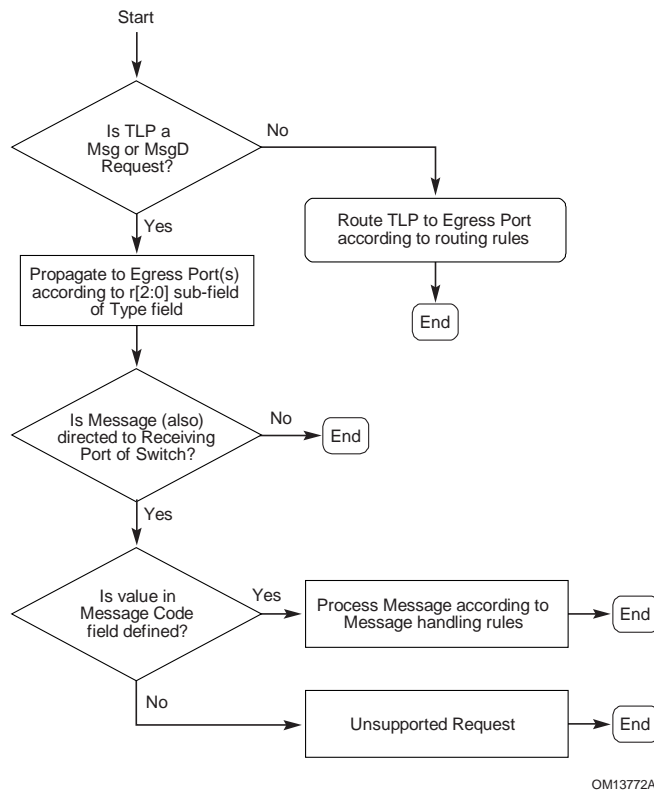 Start
Is TLP a
Msg or MsgD
Request?
No
Yes
Route TLP to Egress Port
according to routing rules
End
Propagate to Egress Port(s)
according to r[2:0] sub-field
of Type field
Is Message (also)
directed to Receiving
Port of Switch?
No
End
Yes
Is value in
Message Code
field defined?
Yes
Process Message according to
Message handling rules
End
No
Unsupported Request
End
OM13772A